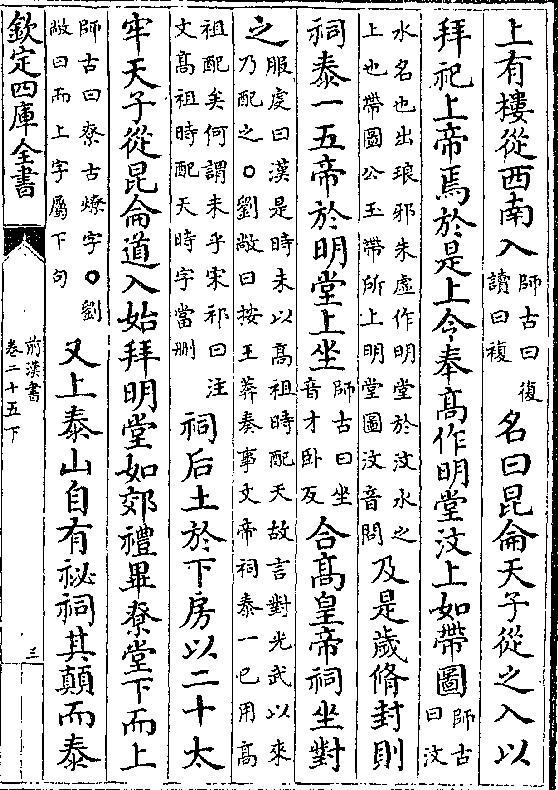 上有樓從西南入師古曰復讀曰複名曰昆侖天子從之入以
拜祀上帝焉於是上令奉髙作明堂汶上如帶圖師古曰汶
水名也出琅邪朱虚作明堂於汶水之上也帶圖公玉帶所上明堂圖汶音問及是歲脩封則
祠泰一五帝於明堂上坐師古曰坐音才卧反合髙皇帝祠坐對
之服虔曰漢是時未以髙祖時配天故言對光武以來乃配之○劉敞曰按王莽奏事文帝祠泰一已用髙
祖配矣何謂未乎宋祁曰注文髙祖時配天時字當刪祠后土於下房以二十太
牢天子從昆侖道入始拜明堂如郊禮畢尞堂下而上
師古曰尞古燎字○劉敞曰而上字屬下句又上泰山自有祕祠其顛而泰
欽定四庫全書
前漢書
卷二十五下
三